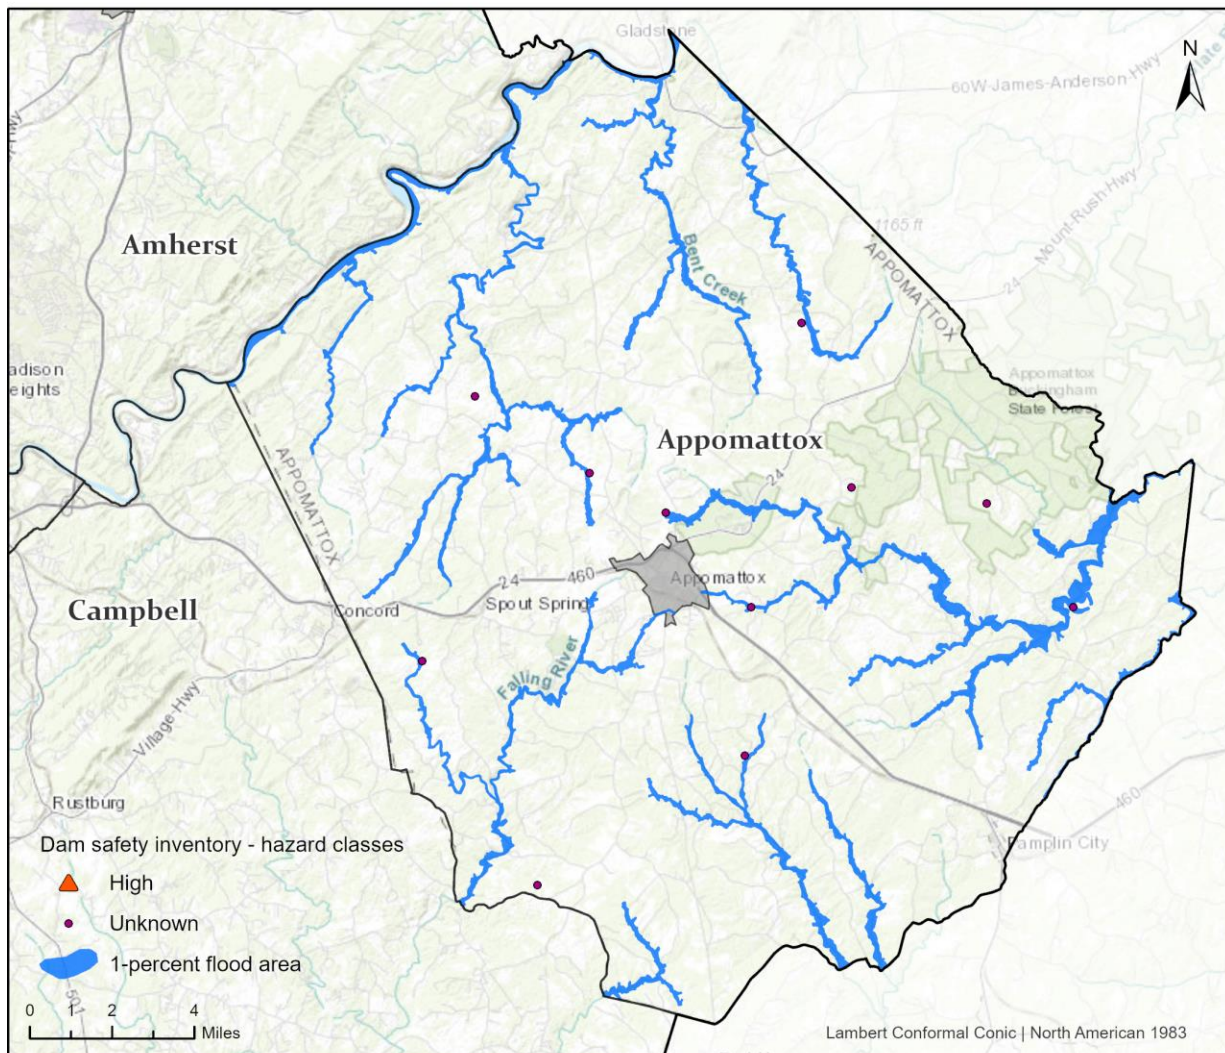 Gladstone
N
60W-James-Anderson-Hwy
1165 ft
Mount-Rush-Hwy
Amherst
Bent Creek
APPOMATTOX
24
adison
eights
Appomattox
Buckingham
State Forest
Appomattox
APPOMATTOX
24
24
460
Appomattox
Spout Spring
Concord
Campbell
Falling River
Village-Hwy
460
Rustburg
Pamplin City
Dam safety inventory - hazard classes
High
Unknown
1-percent flood area
501
0 1 2 4
Miles
Lambert Conformal Conic | North American 1983